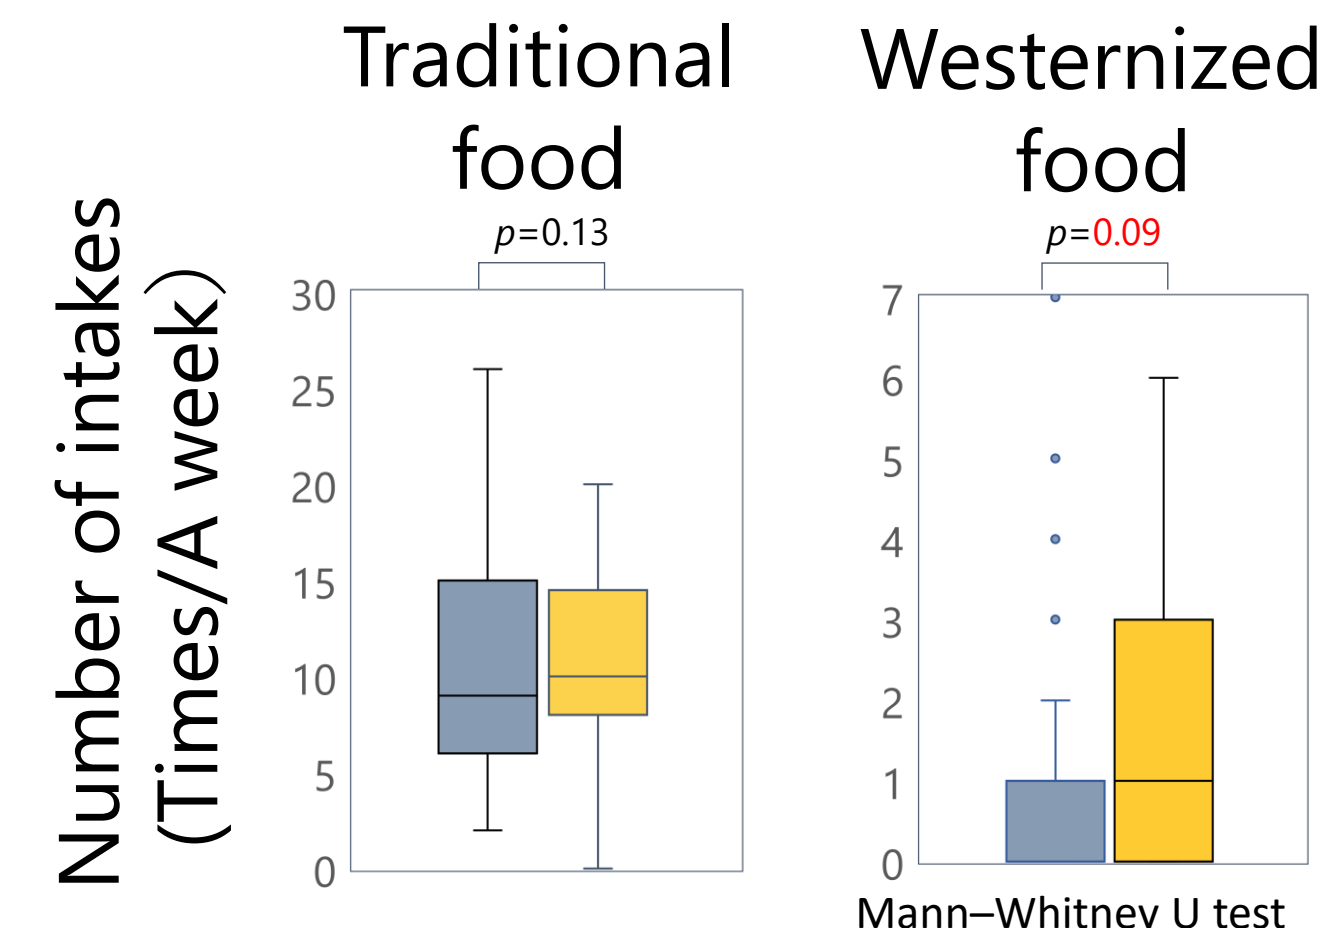 Traditional
food
Westernized
food
p=0.13
p=0.09
Number of intakes
(Times/A week)
30
25
20
15
10
5
0
7
6
5
4
3
2
1
0
Mann–Whitney U test